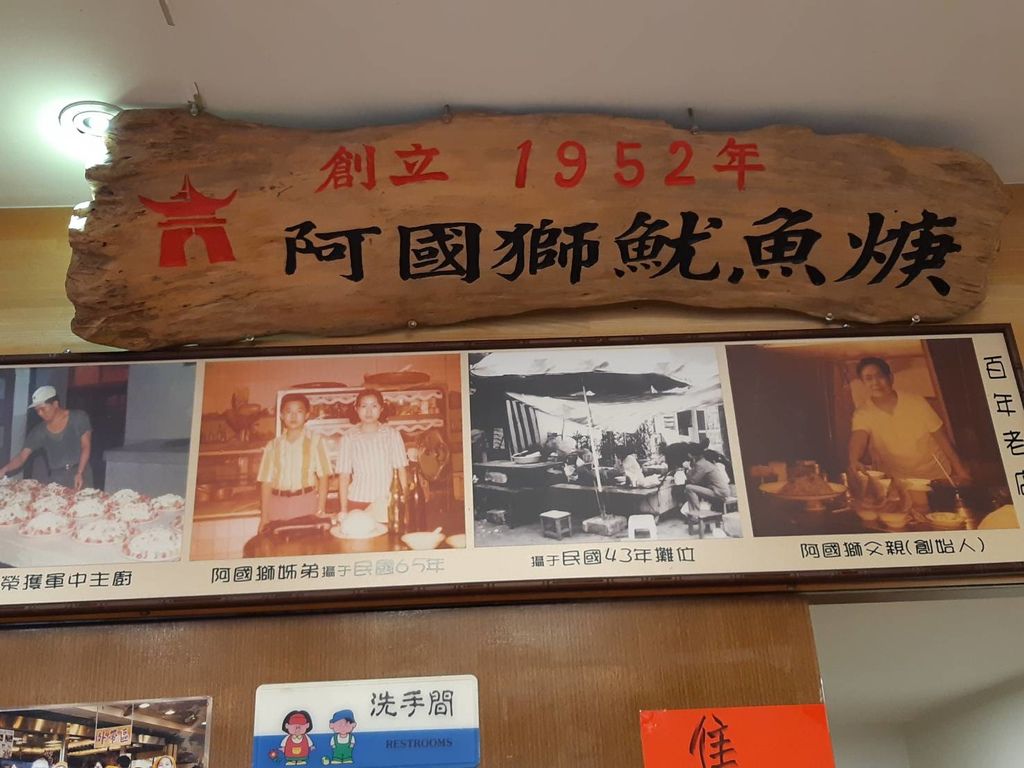 創立 1952年
阿國獅魷魚焿
百年老店
榮獲軍中主廚
阿國獅姊弟攝于民國65年
攝于民國43年攤位
阿國獅父親(創始人)
洗手間
RESTROOMS